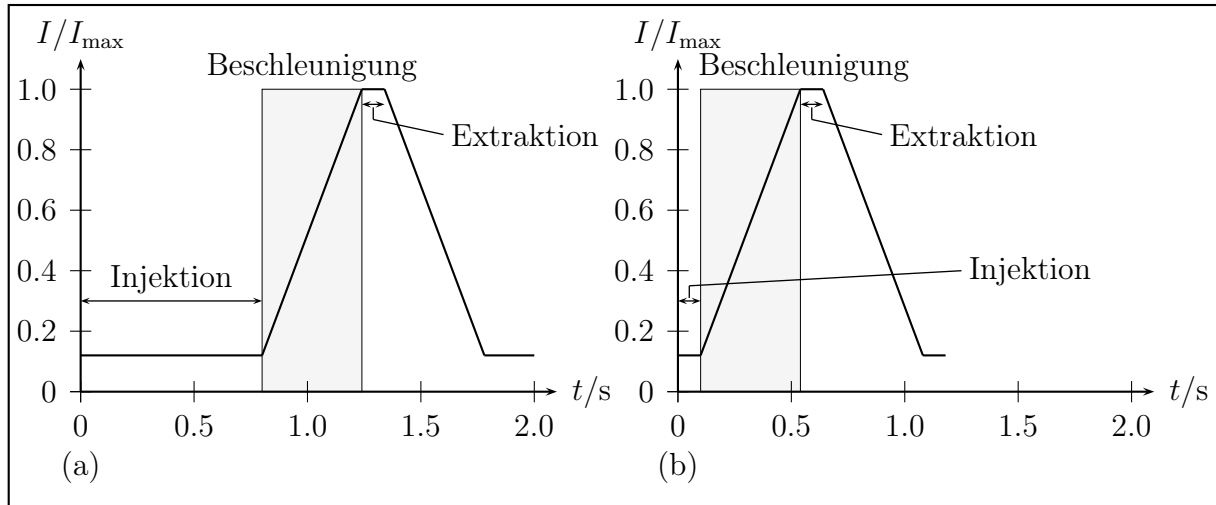 I/I_max
Beschleunigung
1.0
0.8
0.6
0.4
0.2
0
Extraktion
Injektion
0 0.5 1.0 1.5 2.0
t/s
(a)
I/I_max
Beschleunigung
1.0
0.8
0.6
0.4
0.2
0
Extraktion
Injektion
0 0.5 1.0 1.5 2.0
t/s
(b)